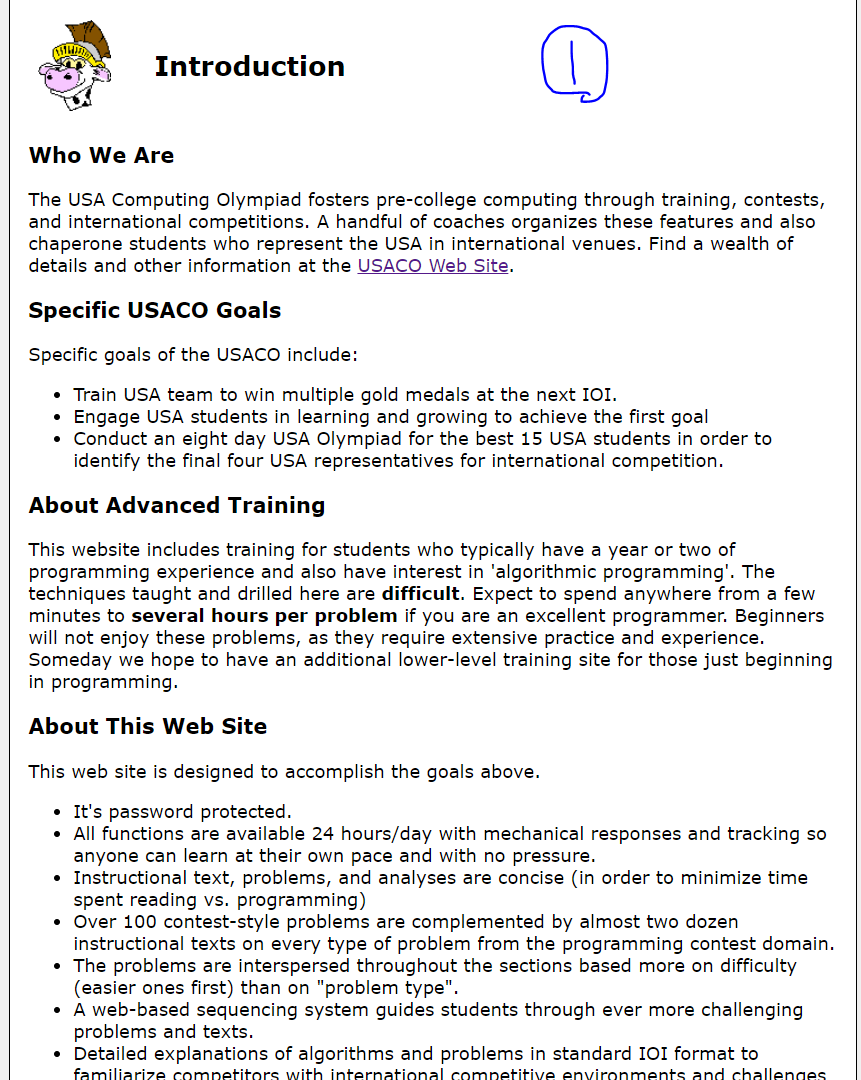 Introduction
1
Who We Are
The USA Computing Olympiad fosters pre-college computing through training, contests,
and international competitions. A handful of coaches organizes these features and also
chaperone students who represent the USA in international venues. Find a wealth of
details and other information at the USACO Web Site.
Specific USACO Goals
Specific goals of the USACO include:
• Train USA team to win multiple gold medals at the next IOI.
• Engage USA students in learning and growing to achieve the first goal
• Conduct an eight day USA Olympiad for the best 15 USA students in order to
identify the final four USA representatives for international competition.
About Advanced Training
This website includes training for students who typically have a year or two of
programming experience and also have interest in 'algorithmic programming'. The
techniques taught and drilled here are difficult. Expect to spend anywhere from a few
minutes to several hours per problem if you are an excellent programmer. Beginners
will not enjoy these problems, as they require extensive practice and experience.
Someday we hope to have an additional lower-level training site for those just beginning
in programming.
About This Web Site
This web site is designed to accomplish the goals above.
• It's password protected.
• All functions are available 24 hours/day with mechanical responses and tracking so
anyone can learn at their own pace and with no pressure.
• Instructional text, problems, and analyses are concise (in order to minimize time
spent reading vs. programming)
• Over 100 contest-style problems are complemented by almost two dozen
instructional texts on every type of problem from the programming contest domain.
• The problems are interspersed throughout the sections based more on difficulty
(easier ones first) than on "problem type".
• A web-based sequencing system guides students through ever more challenging
problems and texts.
• Detailed explanations of algorithms and problems in standard IOI format to
familiarize competitors with international competitive environments and challenges